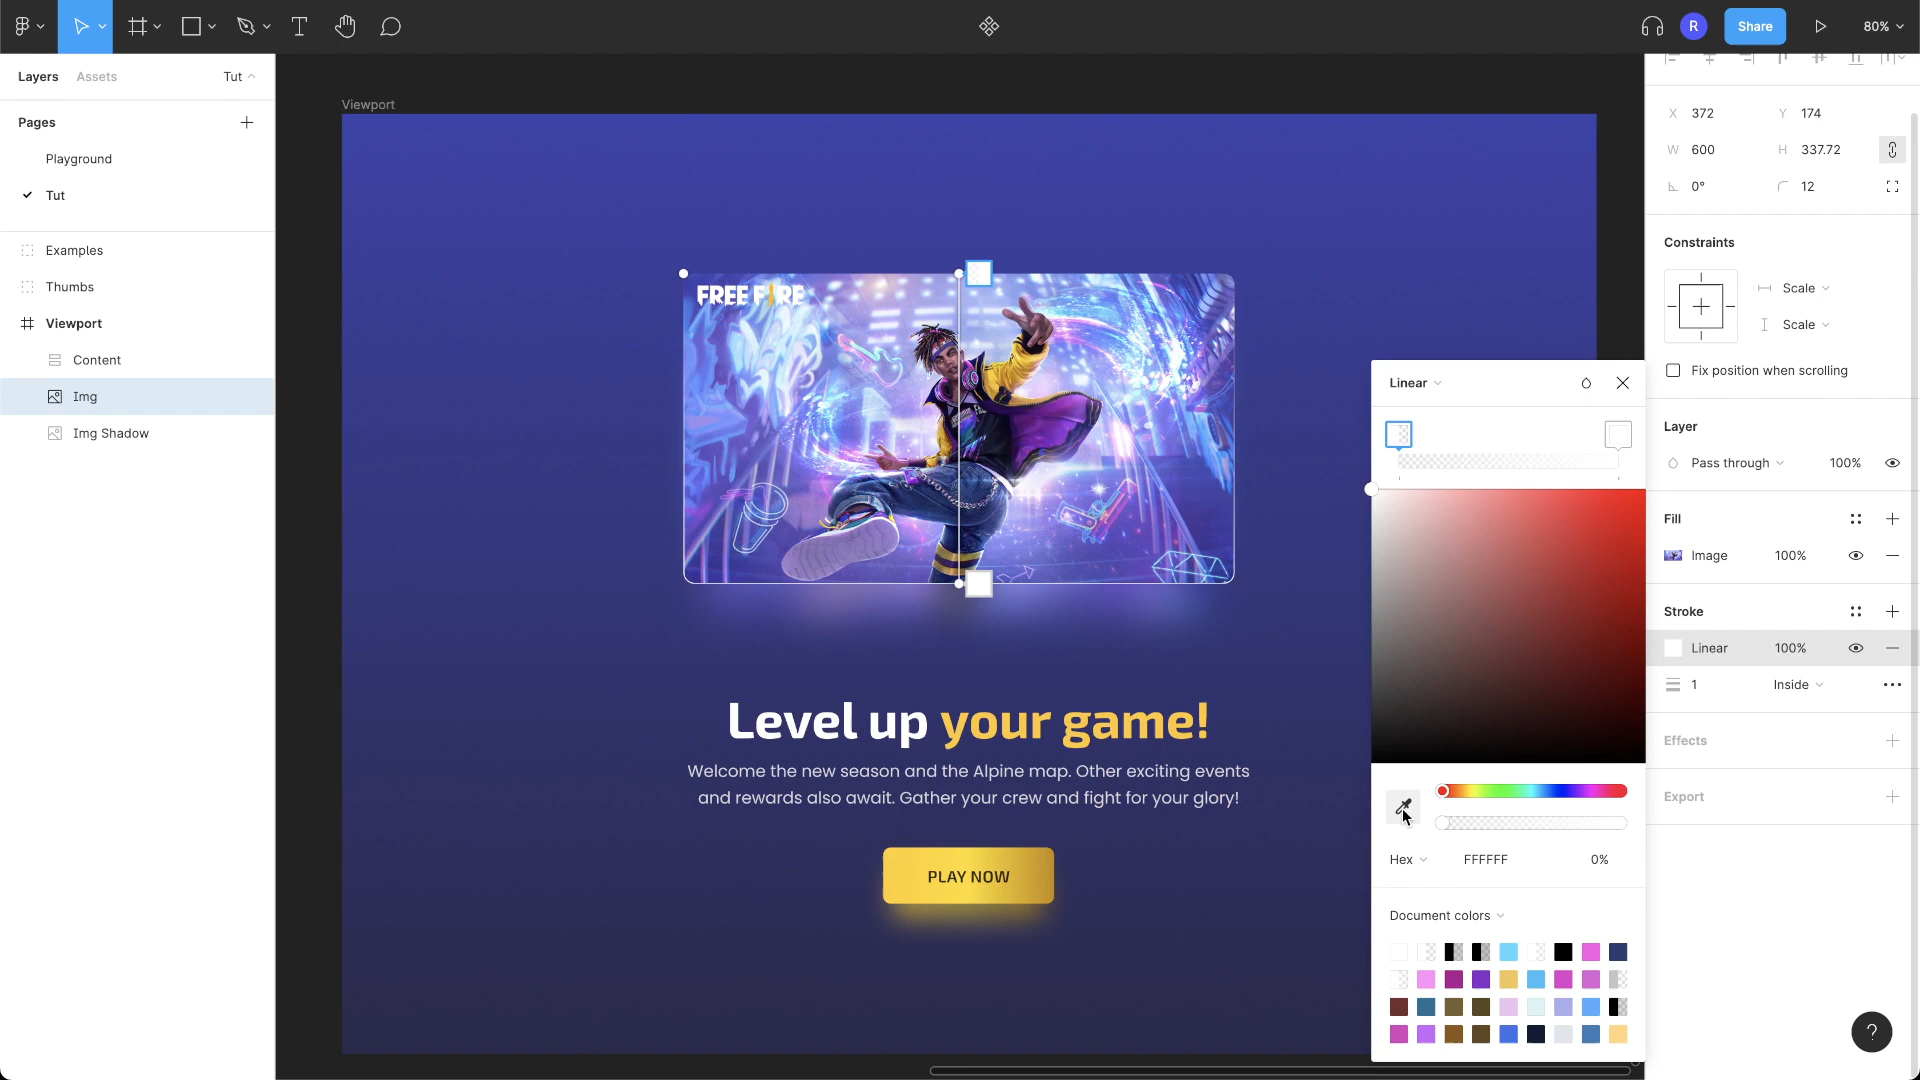 R
Share
80%
Layers
Assets
Tut
Pages
Playground
Tut
Examples
Thumbs
Viewport
Content
Img
Img Shadow
Viewport
FREE FIRE
Level up your game!
Welcome the new season and the Alpine map. Other exciting events
and rewards also await. Gather your crew and fight for your glory!
PLAY NOW
Linear
Hex
FFFFFF
0%
Document colors
X 372
Y 174
W 600
H 337.72
0°
12
Constraints
Scale
Scale
Fix position when scrolling
Layer
Pass through
100%
Fill
Image
100%
Stroke
Linear
100%
1
Inside
Effects
Export
?